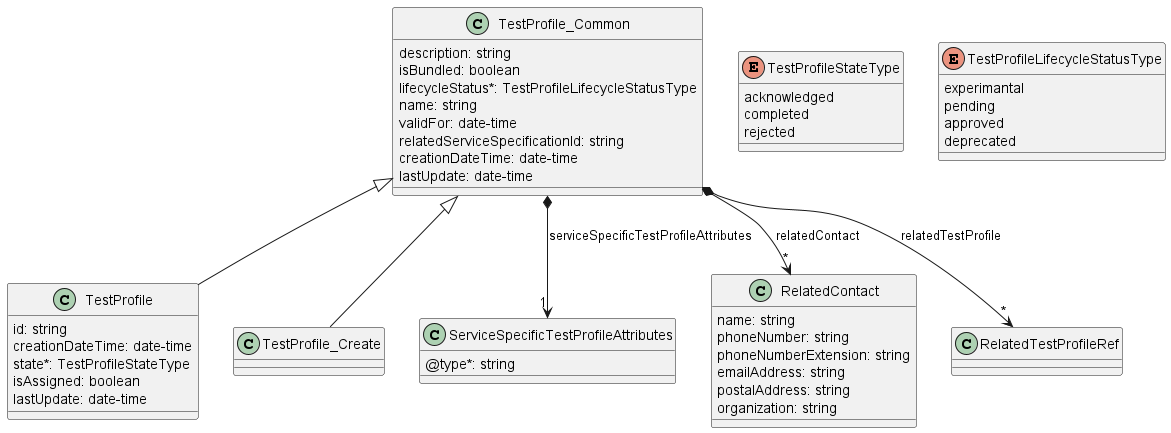 C TestProfile_Common
description: string
isBundled: boolean
lifecycleStatus*: TestProfileLifecycleStatusType
name: string
validFor: date-time
relatedServiceSpecificationId: string
creationDateTime: date-time
lastUpdate: date-time
E TestProfileStateType
acknowledged
completed
rejected
E TestProfileLifecycleStatusType
experimantal
pending
approved
deprecated
serviceSpecificTestProfileAttributes
1
relatedContact
*
relatedTestProfile
*
C TestProfile
id: string
creationDateTime: date-time
state*: TestProfileStateType
isAssigned: boolean
lastUpdate: date-time
C TestProfile_Create
C ServiceSpecificTestProfileAttributes
@type*: string
C RelatedContact
name: string
phoneNumber: string
phoneNumberExtension: string
emailAddress: string
postalAddress: string
organization: string
C RelatedTestProfileRef